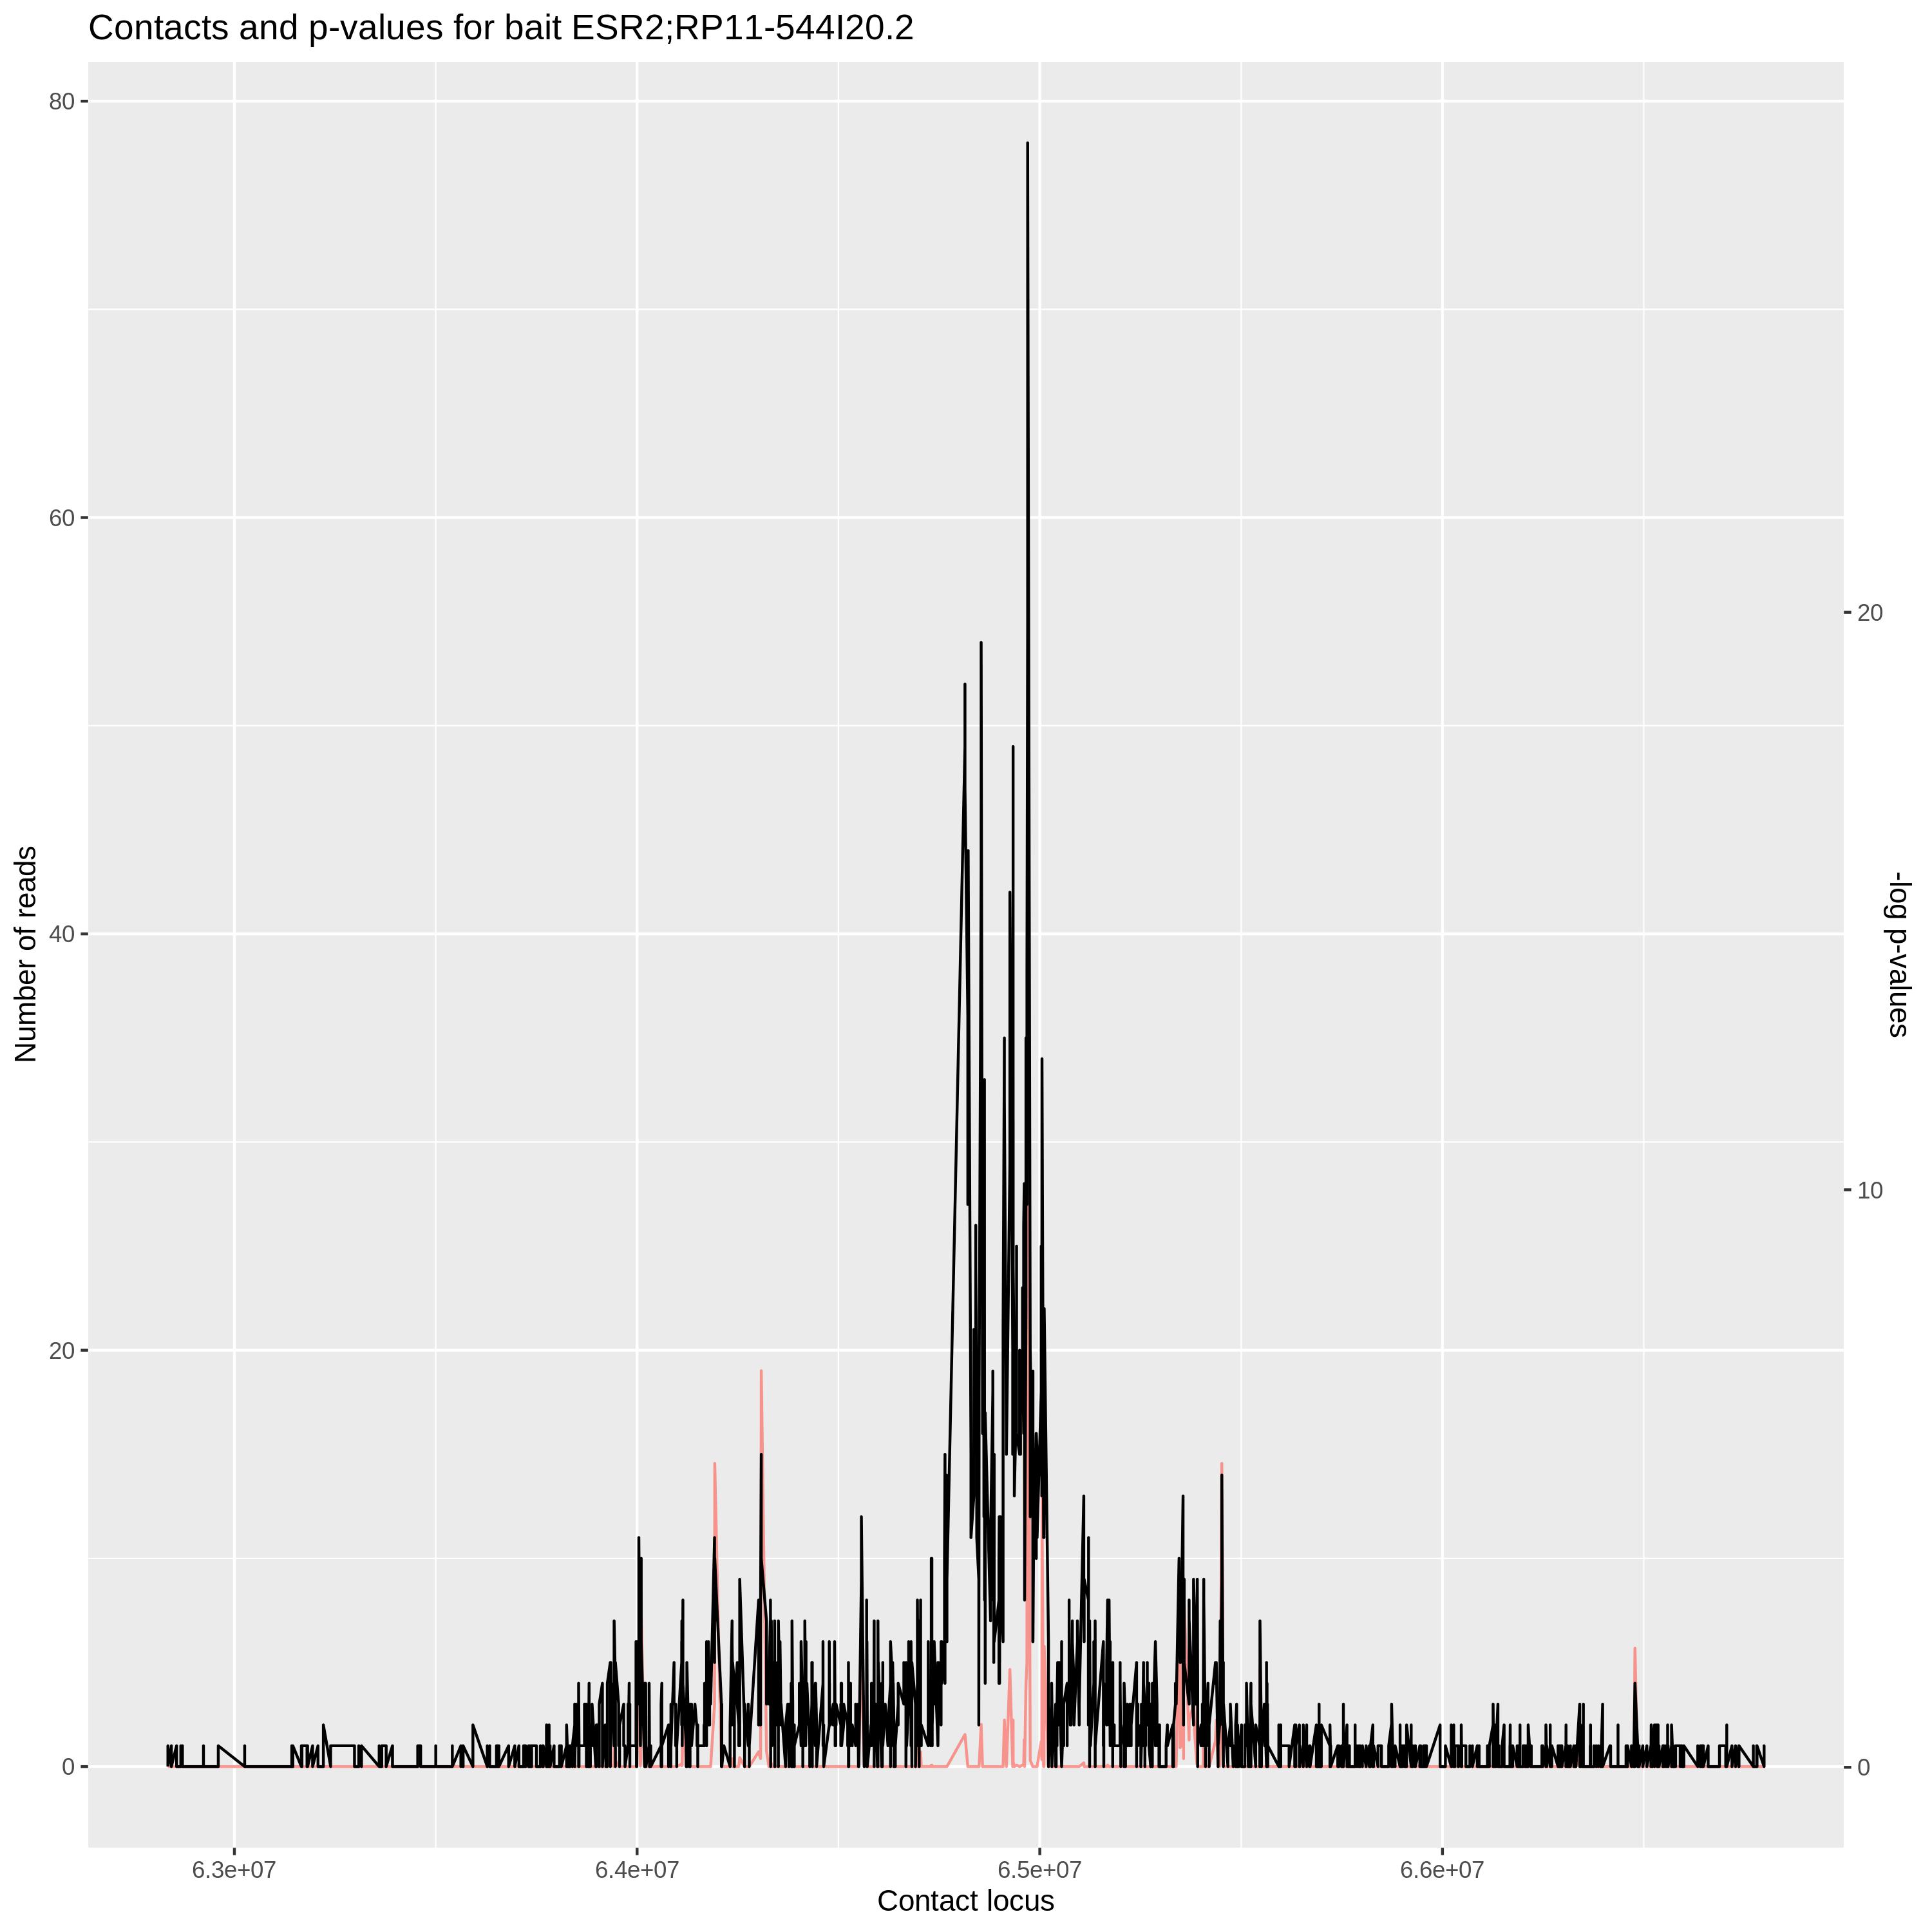 Contacts and p-values for bait ESR2;RP11-544I20.2
80
60
40
20
0
Number of reads
20
10
0
-log p-values
6.3e+07
6.4e+07
6.5e+07
6.6e+07
Contact locus